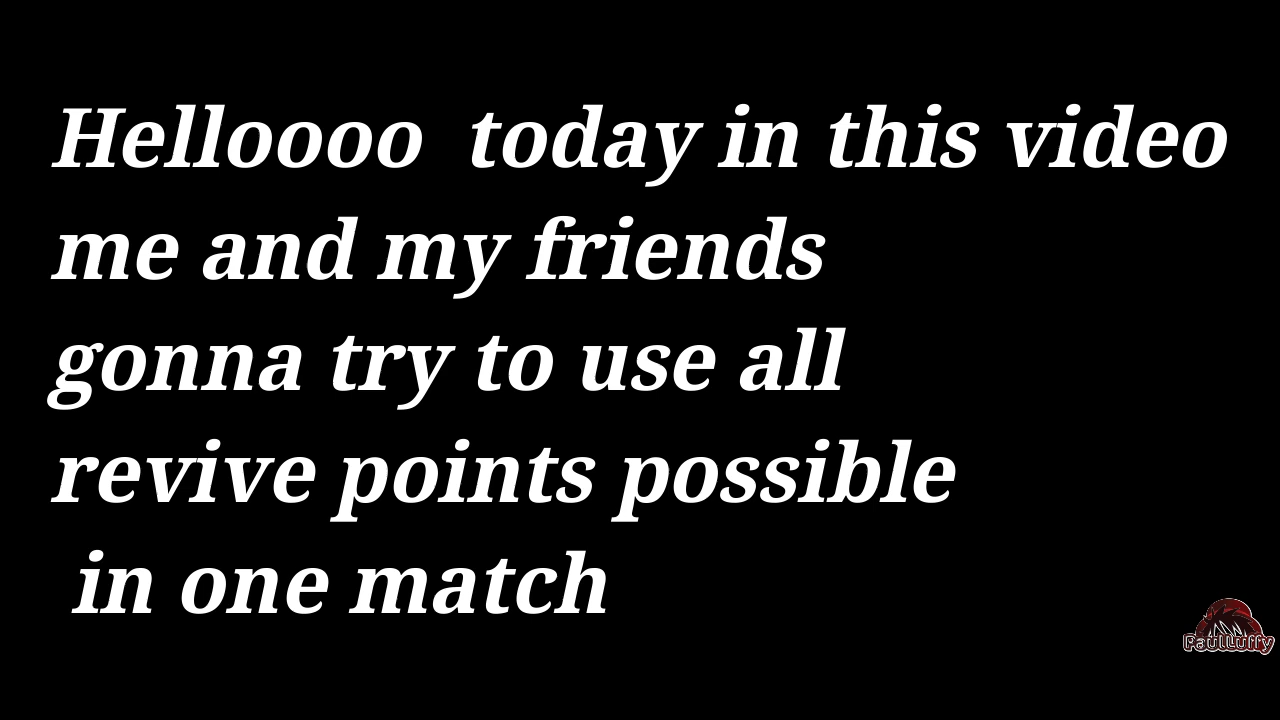 Helloooo  today in this video
me and my friends
gonna try to use all
revive points possible
in one match
PaulLuffy